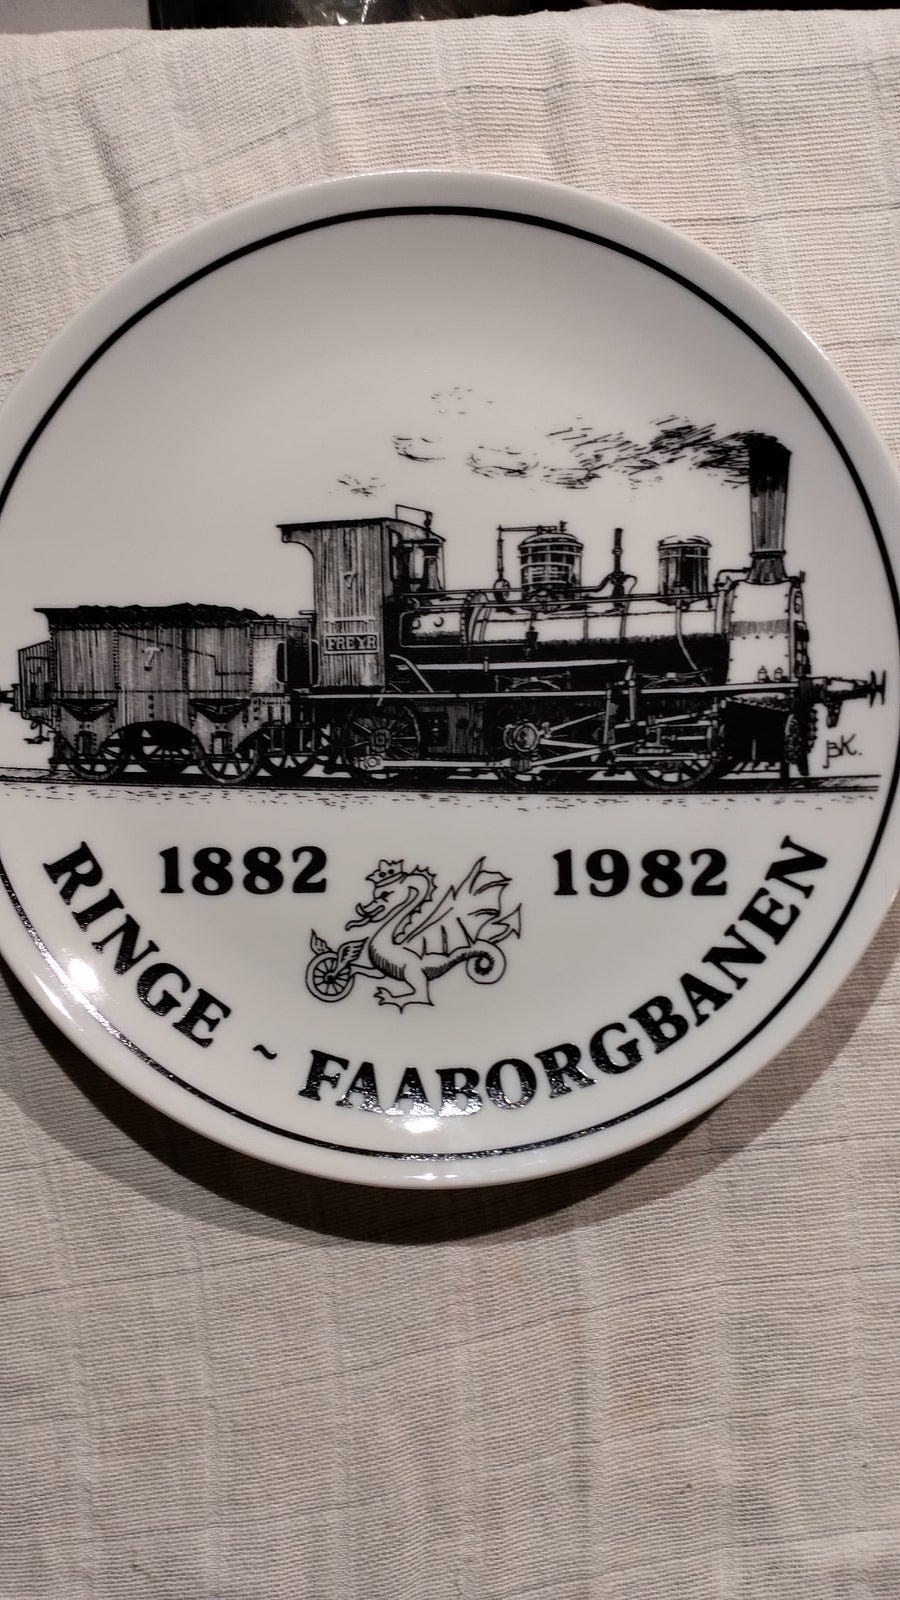 7
7
FREYR
BK.
1882 1982
RINGE ~ FAABORGBANEN